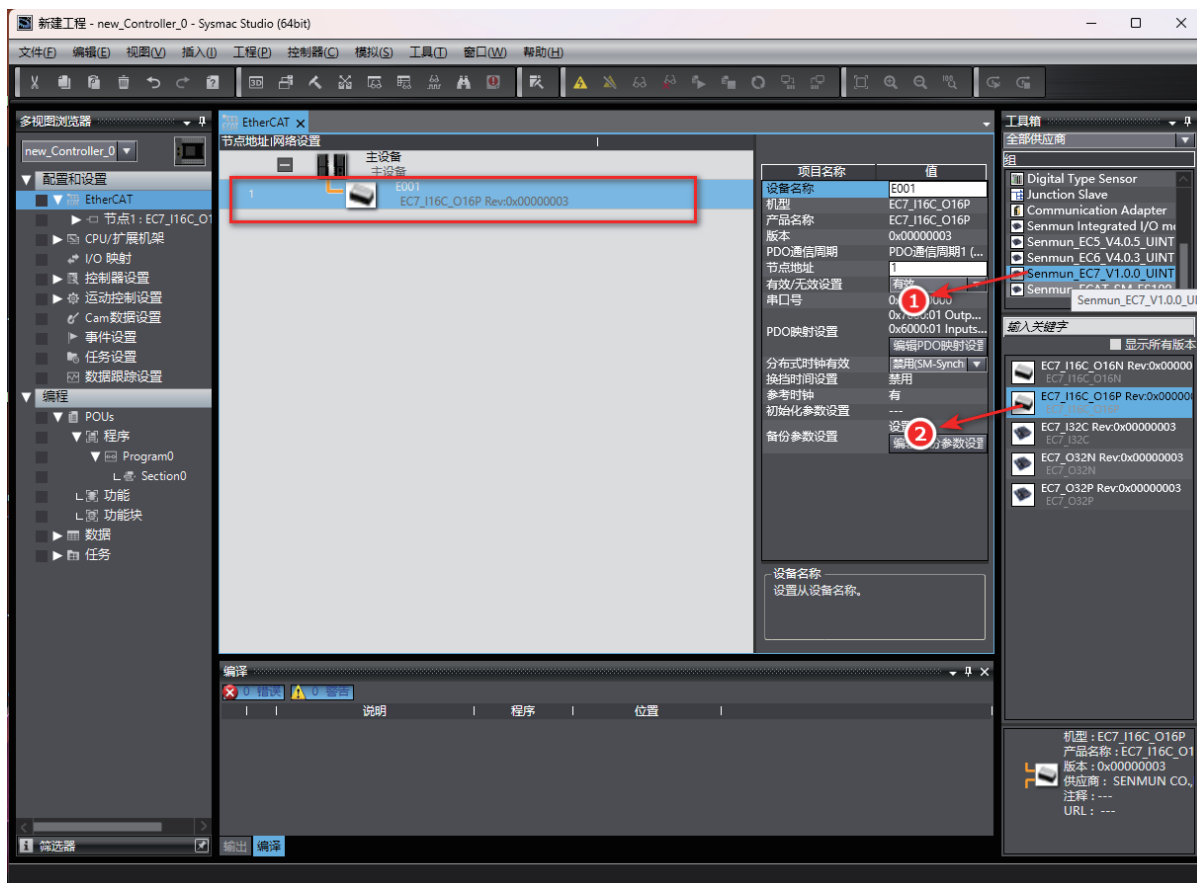 新建工程 - new_Controller_0 - Sysmac Studio (64bit)
文件(F) 编辑(E) 视图(V) 插入(I) 工程(P) 控制器(C) 模拟(S) 工具(T) 窗口(W) 帮助(H)
多视图浏览器
new_Controller_0
配置和设置
EtherCAT
节点1 : EC7_I16C_O1
CPU/扩展机架
I/O 映射
控制器设置
运动控制设置
Cam数据设置
事件设置
任务设置
数据跟踪设置
编程
POUs
程序
Program0
Section0
功能
功能块
数据
任务
筛选器
EtherCAT
节点地址|网络设置
主设备
主设备
1
E001
EC7_I16C_O16P Rev:0x00000003
项目名称 值
设备名称 E001
机型 EC7_I16C_O16P
产品名称 EC7_I16C_O16P
版本 0x00000003
PDO通信周期 PDO通信周期1 (...
节点地址 1
有效/无效设置 有效
串口号
PDO映射设置
0x6000:01 Inputs...
编辑PDO映射设置
分布式时钟有效 禁用(SM-Synch
换挡时间设置 禁用
参考时钟 有
初始化参数设置 ---
备份参数设置
1
2
设备名称
设置从设备名称。
编译
0 错误 0 警告
说明 程序 位置
输出 编译
工具箱
全部供应商
组
Digital Type Sensor
Junction Slave
Communication Adapter
Senmun Integrated I/O m
Senmun_EC5_V4.0.5_UINT
Senmun_EC6_V4.0.3_UINT
Senmun_EC7_V1.0.0_UINT
Senmun_EC7_V1.0.0_UI
输入关键字
显示所有版本
EC7_I16C_O16N Rev:0x00000
EC7_I16C_O16N
EC7_I16C_O16P Rev:0x00000
EC7_I16C_O16P
EC7_I32C Rev:0x00000003
EC7_I32C
EC7_O32N Rev:0x00000003
EC7_O32N
EC7_O32P Rev:0x00000003
EC7_O32P
机型 : EC7_I16C_O16P
产品名称 : EC7_I16C_O1
版本 : 0x00000003
供应商 : SENMUN CO.,
注释 : ---
URL : ---